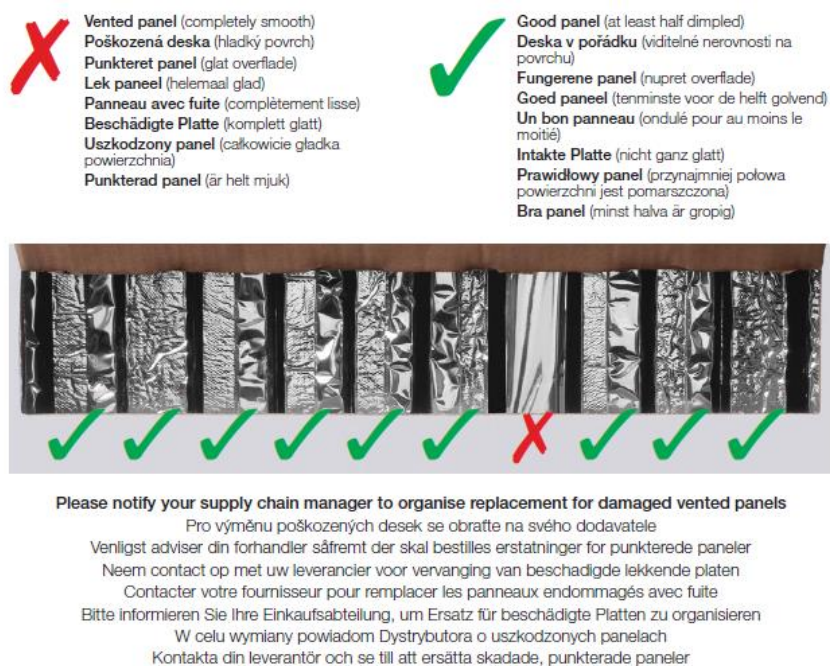 Vented panel (completely smooth)
Poškozená deska (hladký povrch)
Punkteret panel (glat overflade)
Lek paneel (helemaal glad)
Panneau avec fuite (complètement lisse)
Beschädigte Platte (komplett glatt)
Uszkodzony panel (całkowicie gładka
powierzchnia)
Punkterad panel (är helt mjuk)
Good panel (at least half dimpled)
Deska v pořádku (viditelné nerovnosti na
povrchu)
Fungerene panel (nupret overflade)
Goed paneel (tenminste voor de helft golvend)
Un bon panneau (ondulé pour au moins le
moitié)
Intakte Platte (nicht ganz glatt)
Prawidłowy panel (przynajmniej połowa
powierzchni jest pomarszczona)
Bra panel (minst halva är gropig)
Please notify your supply chain manager to organise replacement for damaged vented panels
Pro výměnu poškozených desek se obraťte na svého dodavatele
Venligst adviser din forhandler såfremt der skal bestilles erstatninger for punkterede paneler
Neem contact op met uw leverancier voor vervanging van beschadigde lekkende platen
Contacter votre fournisseur pour remplacer les panneaux endommagés avec fuite
Bitte informieren Sie Ihre Einkaufsabteilung, um Ersatz für beschädigte Platten zu organisieren
W celu wymiany powiadom Dystrybutora o uszkodzonych panelach
Kontakta din leverantör och se till att ersätta skadade, punkterade paneler